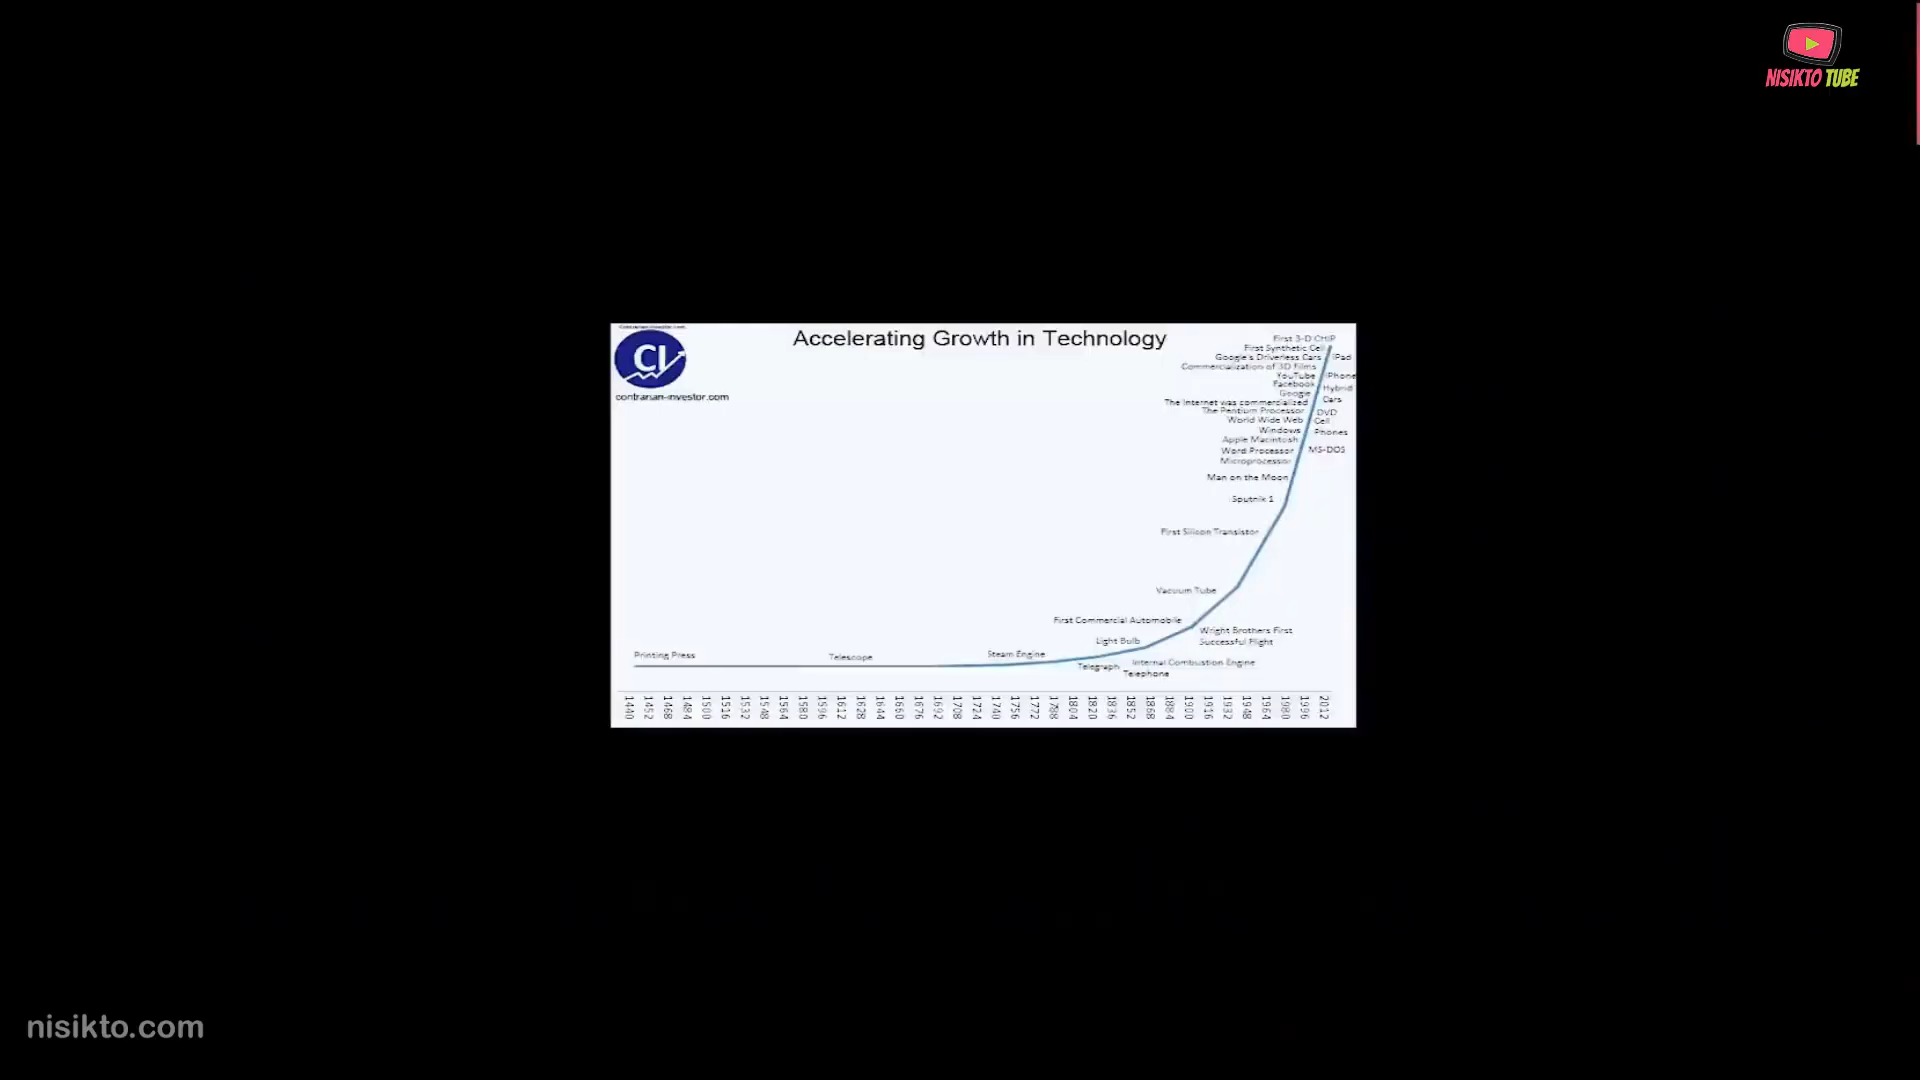 NISIKTO TUBE
Accelerating Growth in Technology
CI
contrarian-investor.com
First 3-D CHIP
First Synthetic Cell
Google's Driverless Cars
iPad
Commercialization of 3D Films
YouTube
iPhone
Facebook
Hybrid
Google
Cars
The Internet was commercialized
The Pentium Processor
DVD
World Wide Web
Cell
Windows
Phones
Apple Macintosh
Word Processor
MS-DOS
Microprocessor
Man on the Moon
Sputnik 1
First Silicon Transistor
Vacuum Tube
First Commercial Automobile
Wright Brothers First
Successful Flight
Light Bulb
Printing Press
Telescope
Steam Engine
Telegraph
Internal Combustion Engine
Telephone
1440
1452
1468
1484
1500
1516
1532
1548
1564
1580
1596
1612
1628
1644
1660
1676
1692
1708
1724
1740
1756
1772
1788
1804
1820
1836
1852
1868
1884
1900
1916
1932
1948
1964
1980
1996
2012
nisikto.com